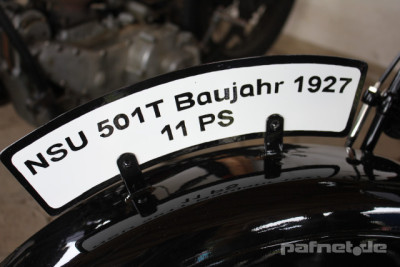 NSU 501T Baujahr 1927
11 PS
pafnet.de